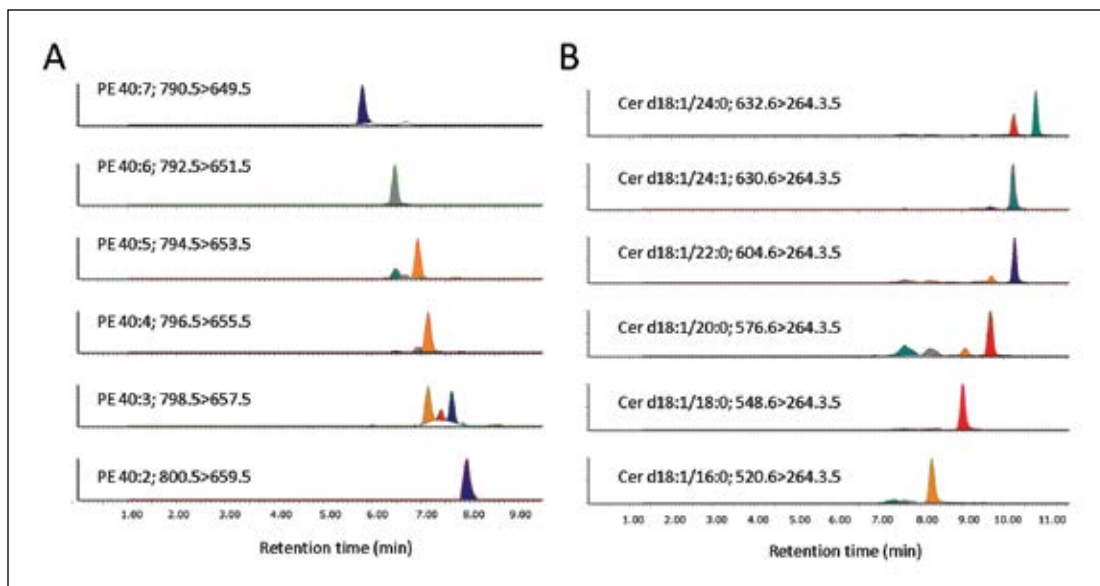 A
PE 40:7; 790.5>649.5
PE 40:6; 792.5>651.5
PE 40:5; 794.5>653.5
PE 40:4; 796.5>655.5
PE 40:3; 798.5>657.5
PE 40:2; 800.5>659.5
1.00 2.00 3.00 4.00 5.00 6.00 7.00 8.00 9.00
Retention time (min)
B
Cer d18:1/24:0; 632.6>264.3.5
Cer d18:1/24:1; 630.6>264.3.5
Cer d18:1/22:0; 604.6>264.3.5
Cer d18:1/20:0; 576.6>264.3.5
Cer d18:1/18:0; 548.6>264.3.5
Cer d18:1/16:0; 520.6>264.3.5
1.00 2.00 3.00 4.00 5.00 6.00 7.00 8.00 9.00 10.00 11.00
Retention time (min)